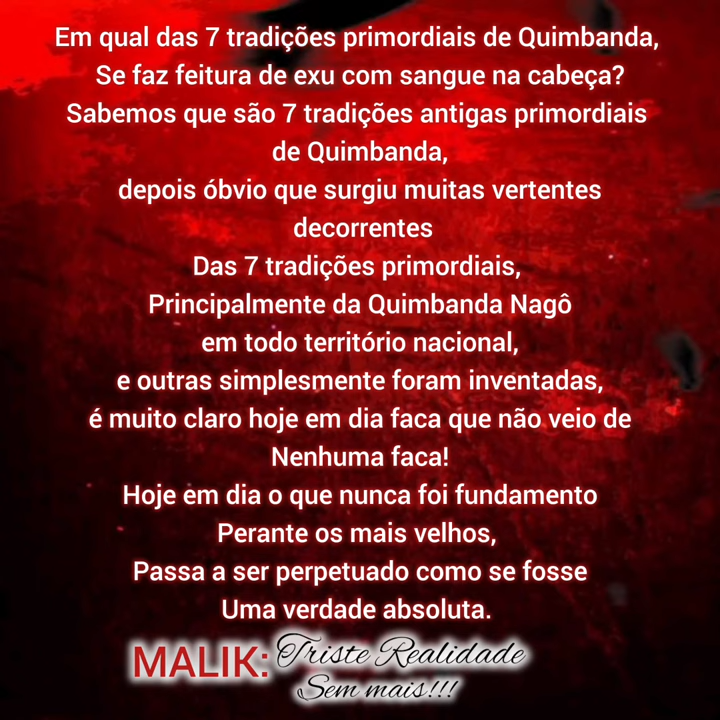 Em qual das 7 tradições primordiais de Quimbanda,
Se faz feitura de exu com sangue na cabeça?
Sabemos que são 7 tradições antigas primordiais
de Quimbanda,
depois óbvio que surgiu muitas vertentes
decorrentes
Das 7 tradições primordiais,
Principalmente da Quimbanda Nagô
em todo território nacional,
e outras simplesmente foram inventadas,
é muito claro hoje em dia faca que não veio de
Nenhuma faca!
Hoje em dia o que nunca foi fundamento
Perante os mais velhos,
Passa a ser perpetuado como se fosse
Uma verdade absoluta.
MALIK: Triste Realidade
Sem mais!!!